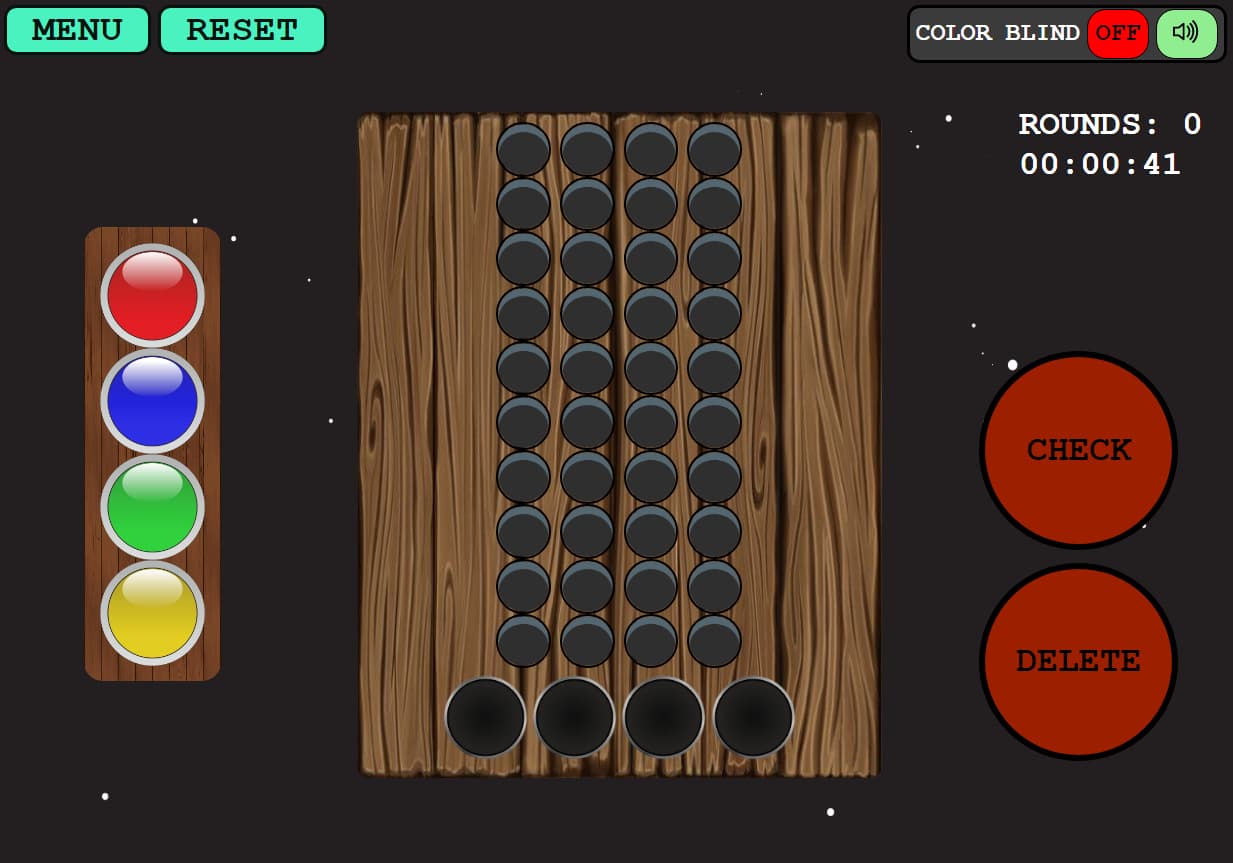 MENU
RESET
COLOR BLIND OFF
ROUNDS: 0
00:00:41
CHECK
DELETE